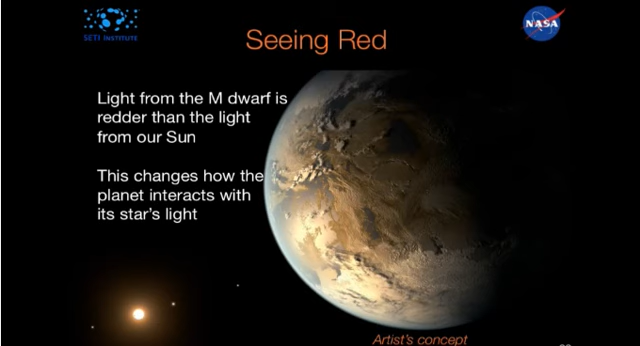 SETI INSTITUTE
NASA
Seeing Red
Light from the M dwarf is
redder than the light
from our Sun
This changes how the
planet interacts with
its star's light
Artist's concept